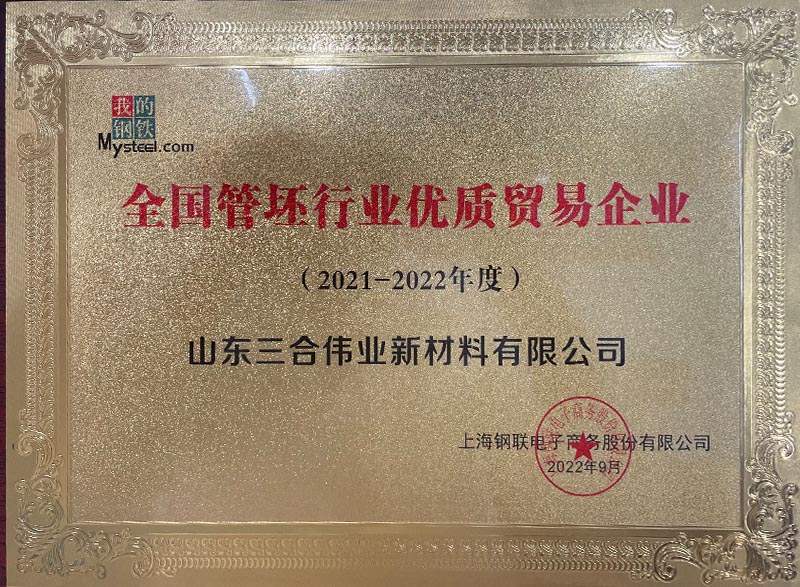 我的
钢铁
Mysteel.com
全国管坯行业优质贸易企业
（2021-2022年度）
山东三合伟业新材料有限公司
上海钢联电子商务股份有限公司
2022年9月